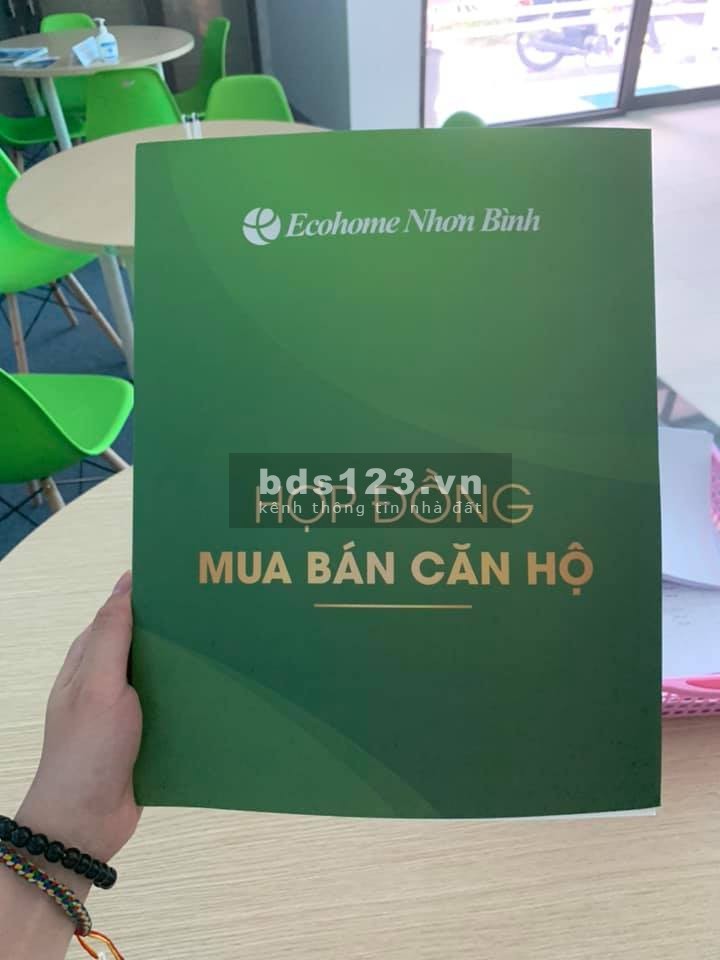 Ecohome Nhơn Bình
bds123.vn
kênh thông tin nhà đất
HỢP ĐỒNG
MUA BÁN CĂN HỘ